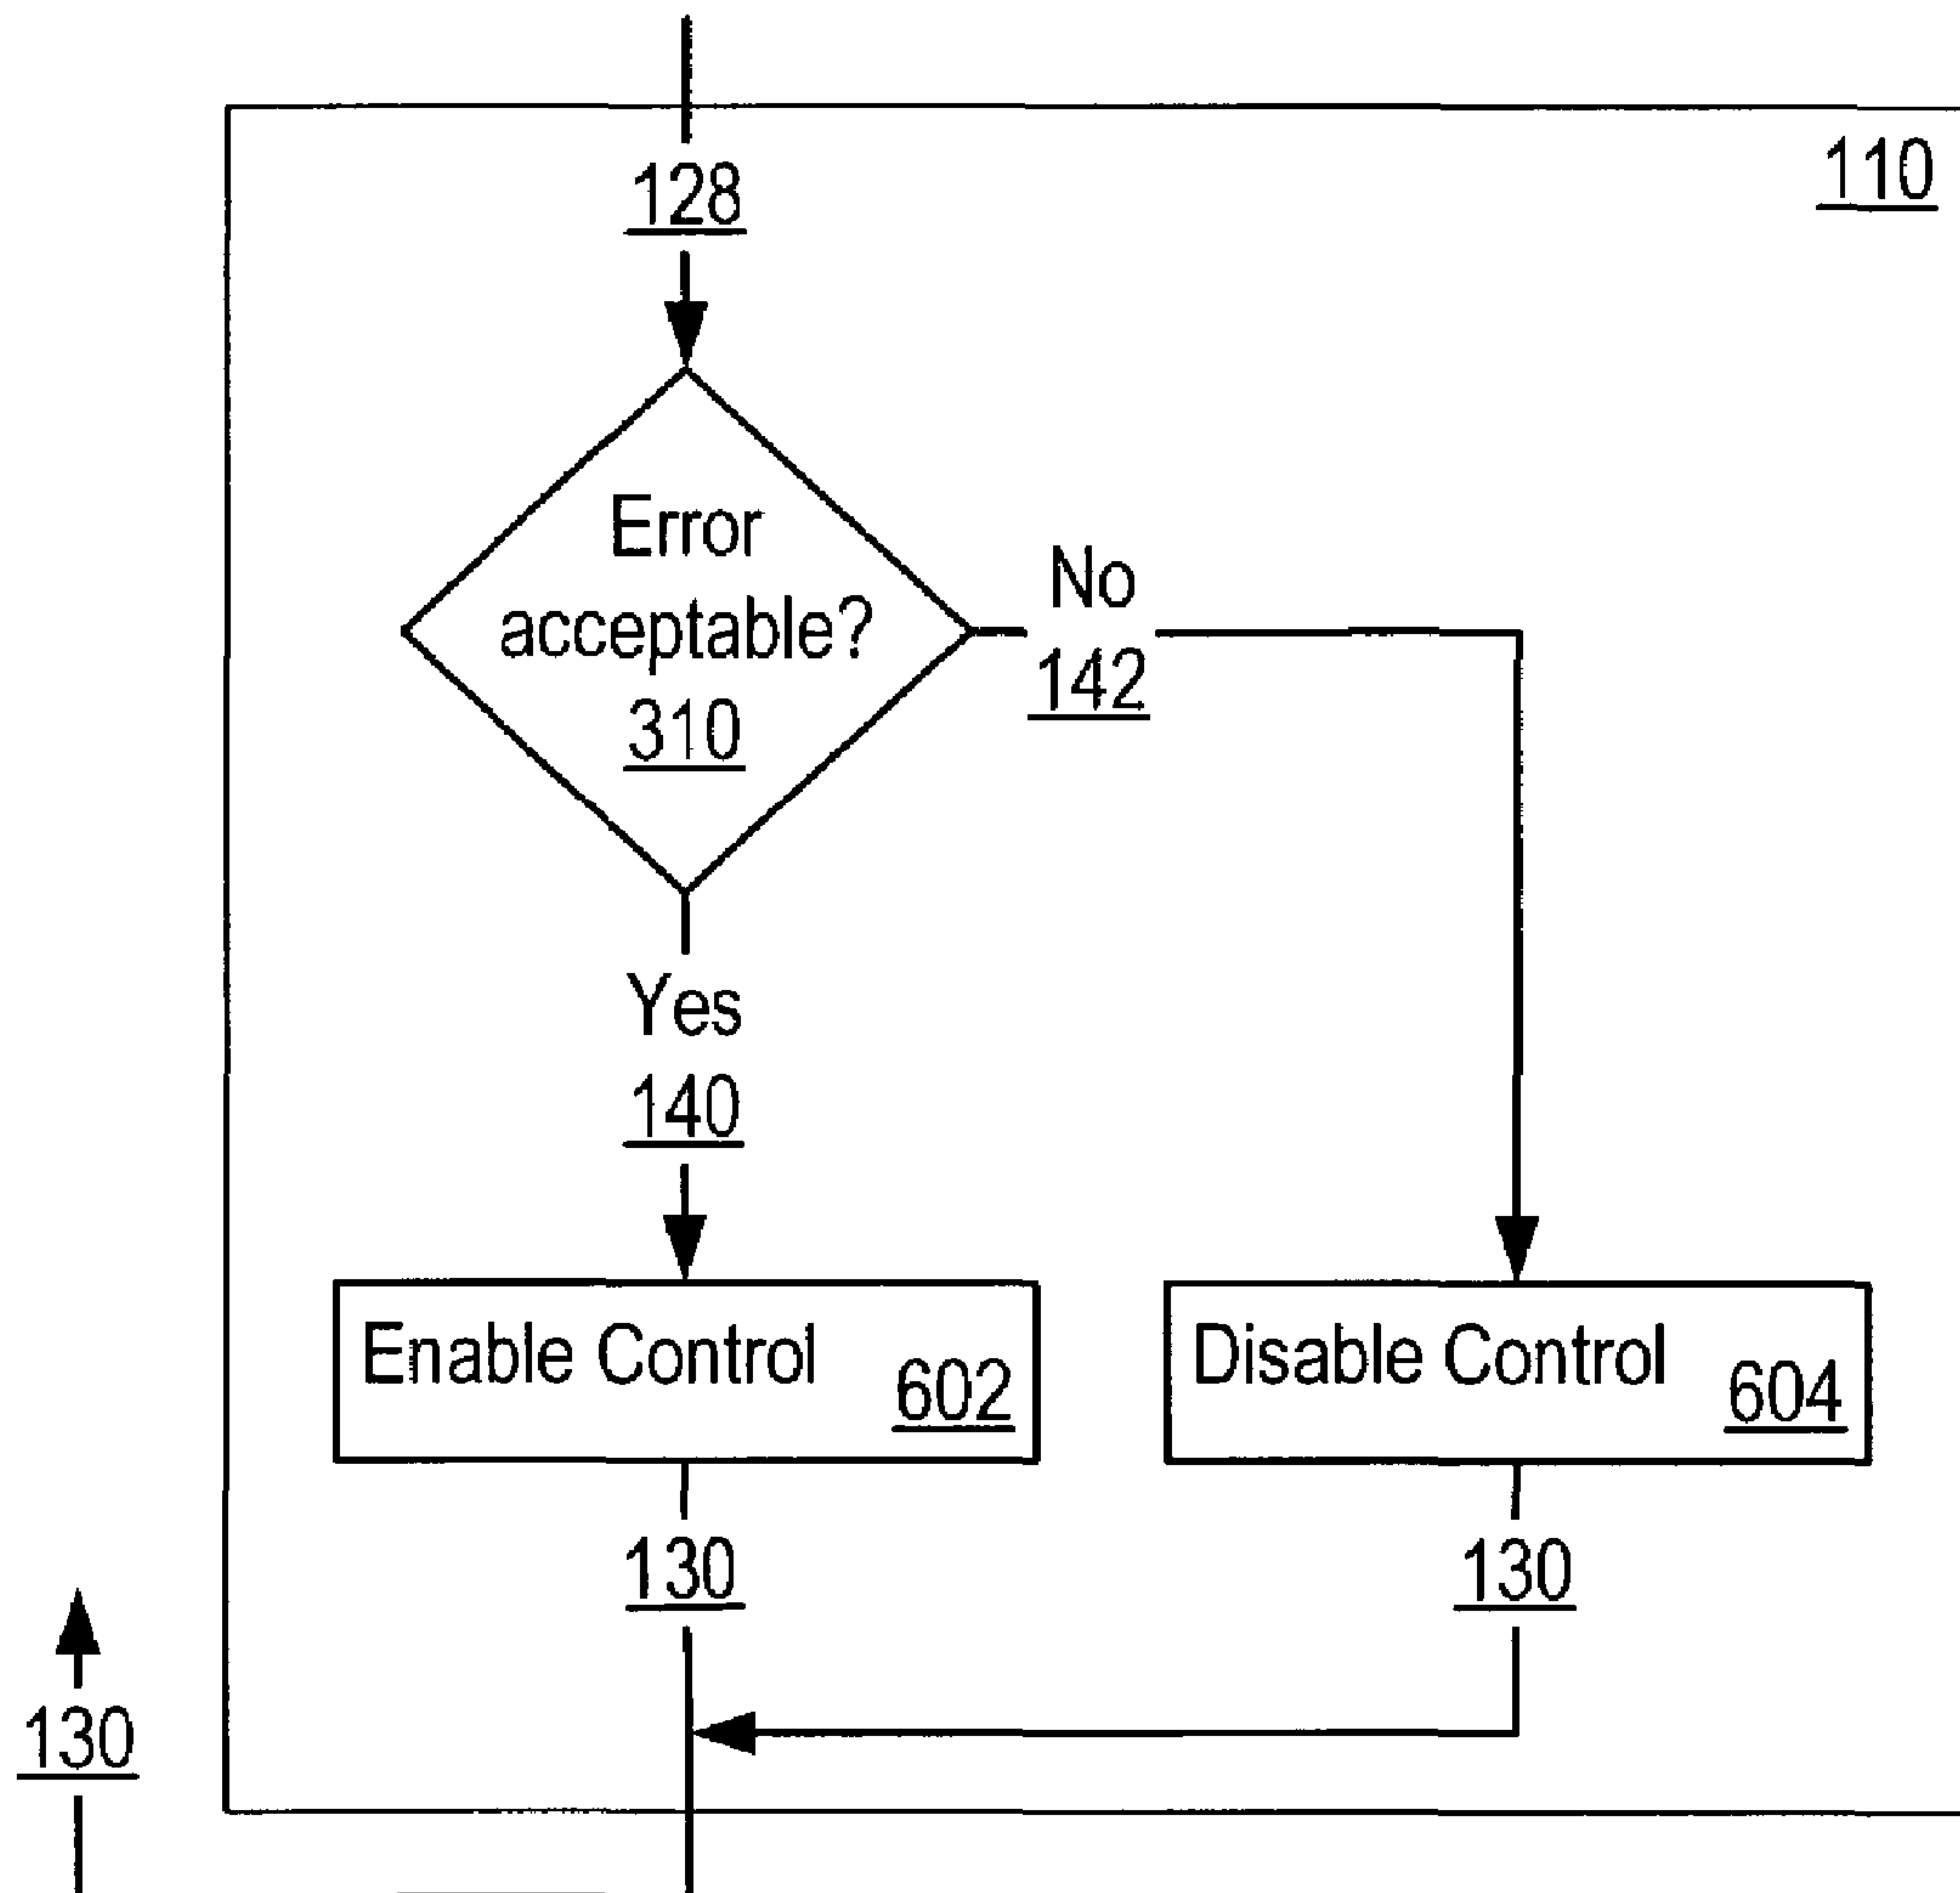 110
128
Error
acceptable?
310
No
142
Yes
140
Enable Control
602
Disable Control
604
130
130
130